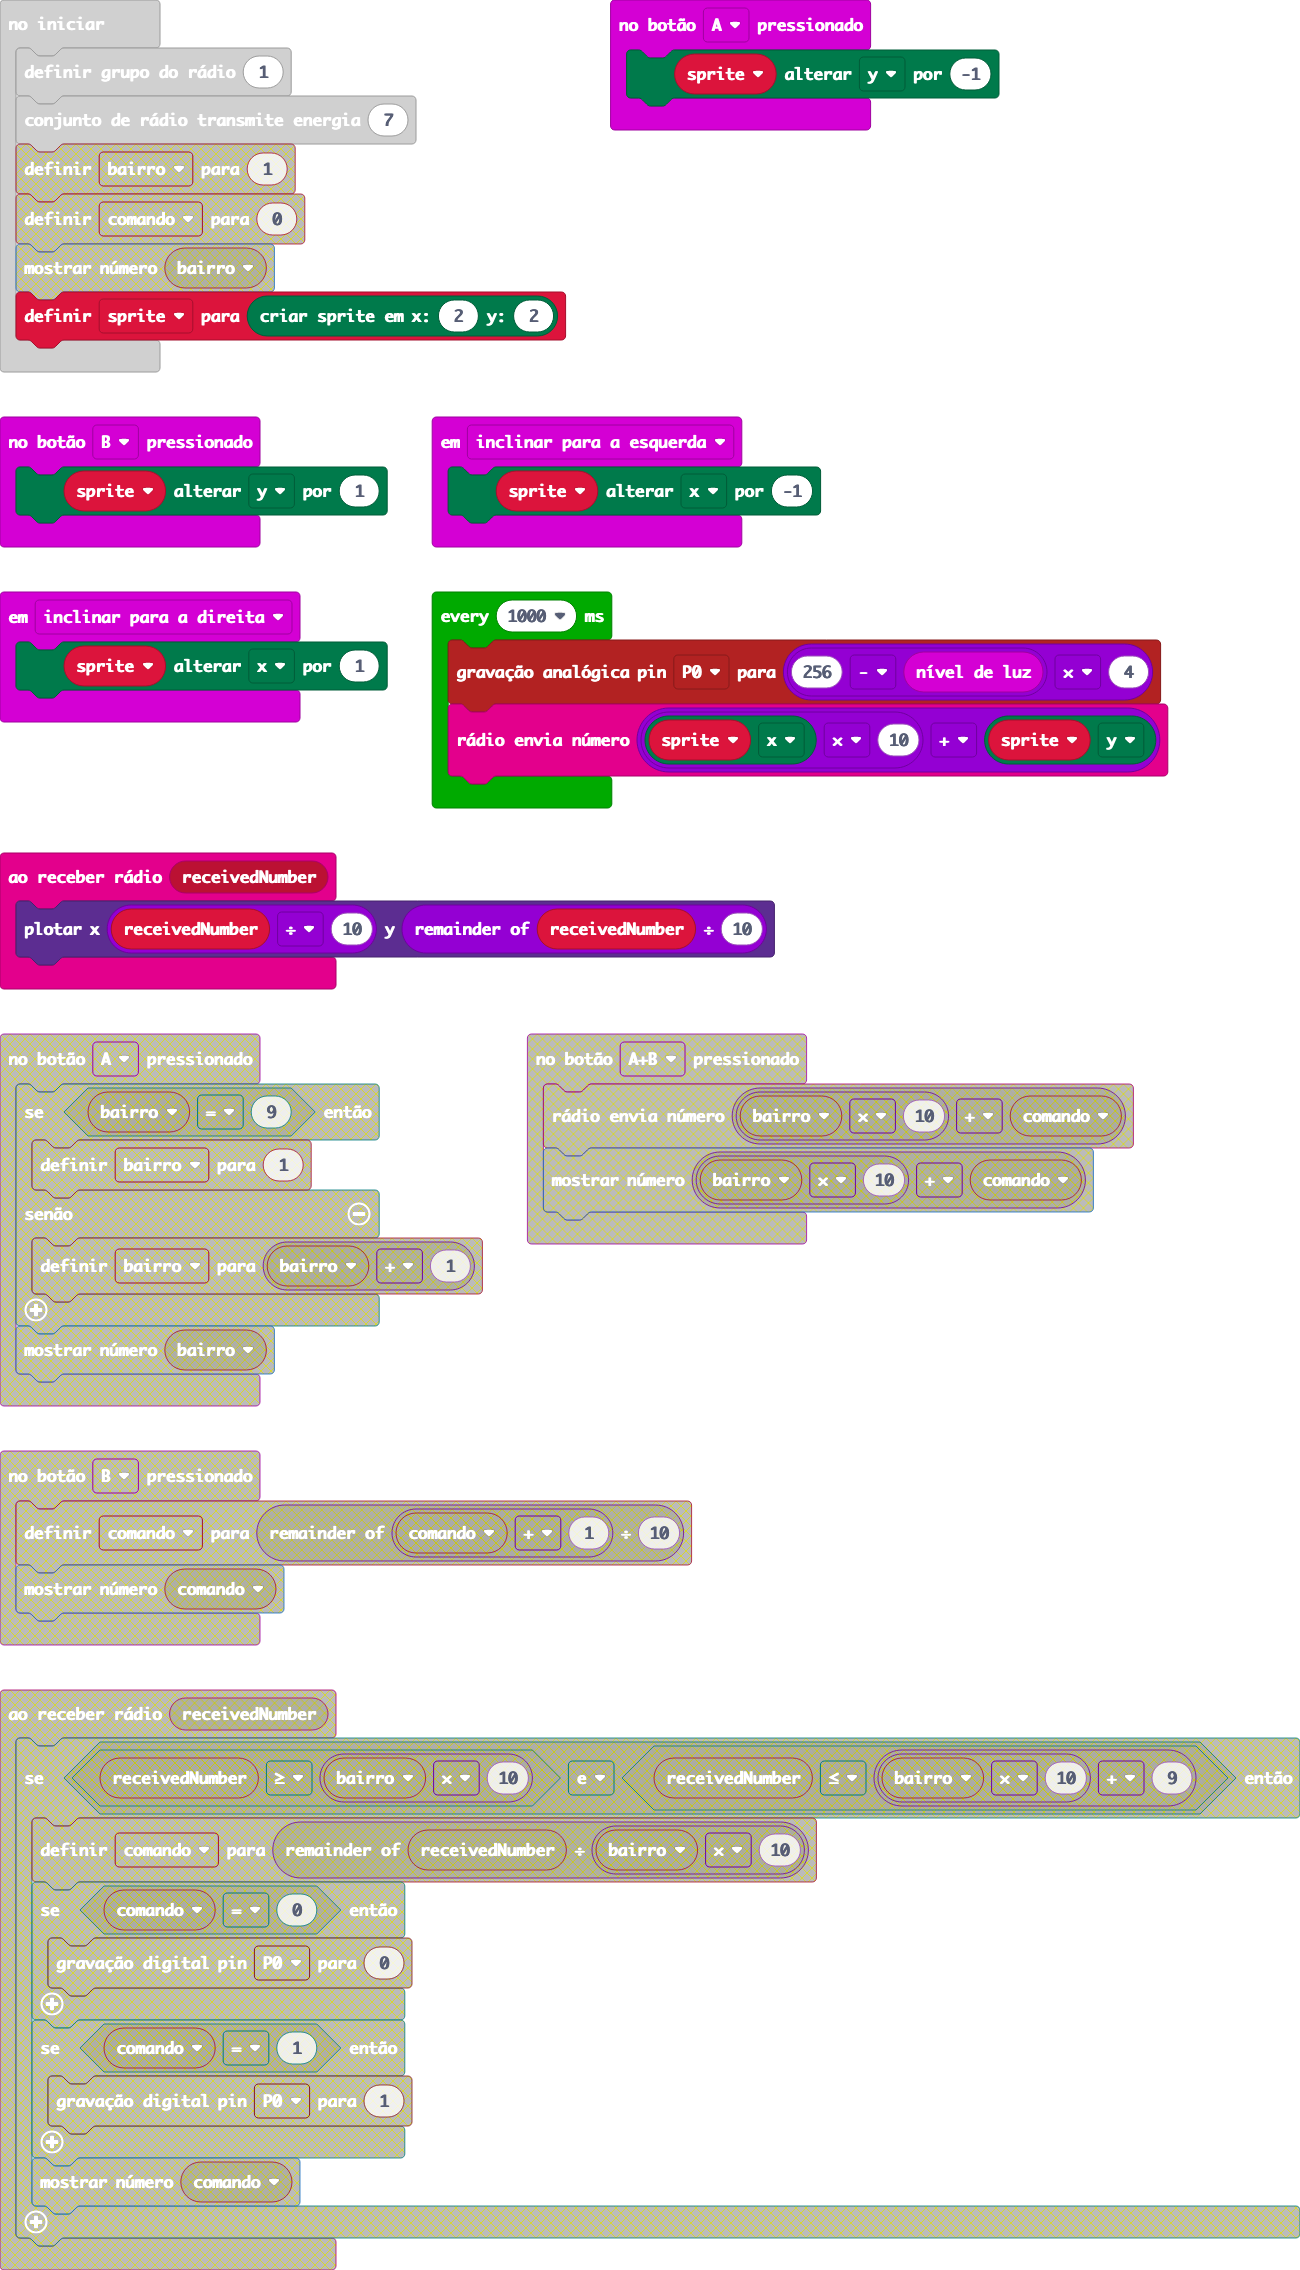 no iniciar
definir grupo do rádio 1
conjunto de rádio transmite energia 7
definir bairro para 1
definir comando para 0
mostrar número bairro
definir sprite para criar sprite em x: 2 y: 2
no botão A pressionado
sprite alterar y por -1
no botão B pressionado
sprite alterar y por 1
em inclinar para a esquerda
sprite alterar x por -1
em inclinar para a direita
sprite alterar x por 1
every 1000 ms
gravação analógica pin P0 para 256 - nível de luz x 4
rádio envia número sprite x x 10 + sprite y
ao receber rádio receivedNumber
plotar x receivedNumber ÷ 10 y remainder of receivedNumber ÷ 10
no botão A pressionado
se bairro = 9 então
definir bairro para 1
senão
definir bairro para bairro + 1
mostrar número bairro
no botão A+B pressionado
rádio envia número bairro x 10 + comando
mostrar número bairro x 10 + comando
no botão B pressionado
definir comando para remainder of comando + 1 ÷ 10
mostrar número comando
ao receber rádio receivedNumber
se receivedNumber ≥ bairro x 10 e receivedNumber ≤ bairro x 10 + 9 então
definir comando para remainder of receivedNumber ÷ bairro x 10
se comando = 0 então
gravação digital pin P0 para 0
se comando = 1 então
gravação digital pin P0 para 1
mostrar número comando